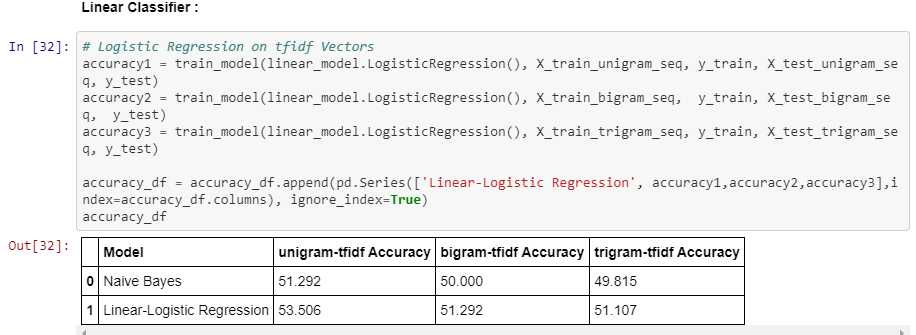 Linear Classifier :
In [32]: # Logistic Regression on tfidf Vectors
accuracy1 = train_model(linear_model.LogisticRegression(), X_train_unigram_seq, y_train, X_test_unigram_se
q, y_test)
accuracy2 = train_model(linear_model.LogisticRegression(), X_train_bigram_seq,  y_train, X_test_bigram_se
q,  y_test)
accuracy3 = train_model(linear_model.LogisticRegression(), X_train_trigram_seq, y_train, X_test_trigram_se
q, y_test)
accuracy_df = accuracy_df.append(pd.Series(['Linear-Logistic Regression', accuracy1,accuracy2,accuracy3],i
ndex=accuracy_df.columns), ignore_index=True)
accuracy_df
Out[32]:
Model unigram-tfidf Accuracy bigram-tfidf Accuracy trigram-tfidf Accuracy
0 Naive Bayes 51.292 50.000 49.815
1 Linear-Logistic Regression 53.506 51.292 51.107